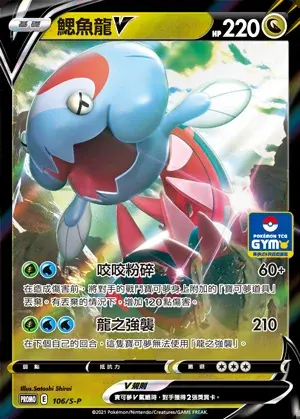 基礎 鰓魚龍V HP 220
POKÉMON TCG
GYM
咬咬粉碎 60+
在造成傷害前,將對手的戰鬥寶可夢身上附加的「寶可夢道具」
丟棄。有丟棄的情況下,增加120點傷害。
龍之強襲 210
在下個自己的回合,這隻寶可夢無法使用「龍之強襲」。
弱點 抵抗力 撤退
Illus. Satoshi Shirai
PROMO E 106/S-P
V規則
寶可夢V氣絕時,對手獲得2張獎賞卡。
©2021 Pokémon/Nintendo/Creatures/GAME FREAK.